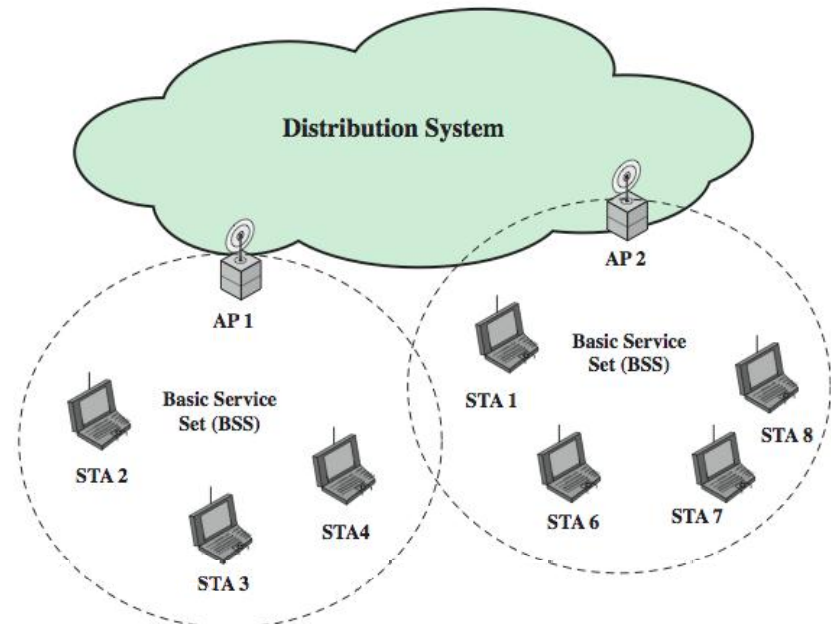 Distribution System
AP 2
AP 1
Basic Service
Set (BSS)
STA 1
STA 8
Basic Service
Set (BSS)
STA 2
STA4
STA 6
STA 7
STA 3